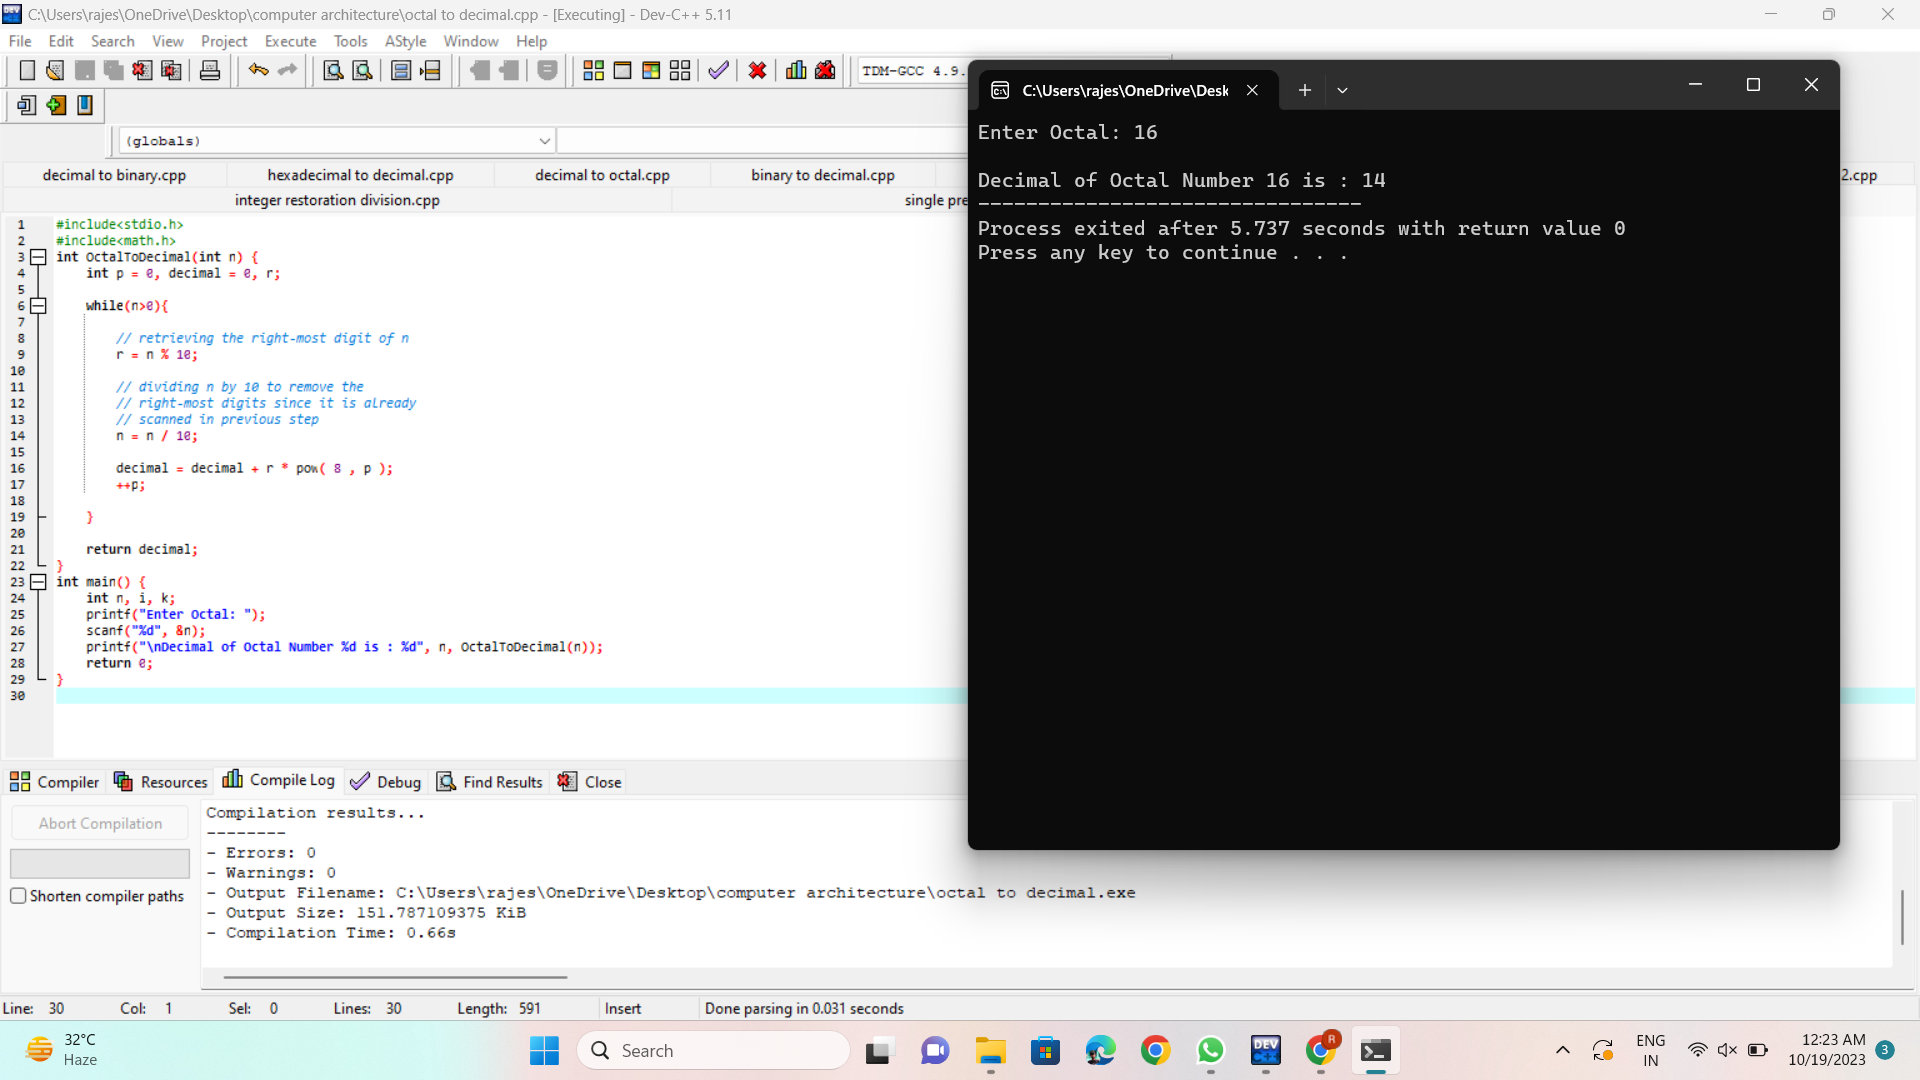 C:\Users\rajes\OneDrive\Desktop\computer architecture\octal to decimal.cpp - [Executing] - Dev-C++ 5.11
File Edit Search View Project Execute Tools AStyle Window Help
TDM-GCC 4.9.
(globals)
decimal to binary.cpp hexadecimal to decimal.cpp decimal to octal.cpp binary to decimal.cpp 2.cpp
integer restoration division.cpp single pre
1 #include<stdio.h>
2 #include<math.h>
3 int OctalToDecimal(int n) {
4 int p = 0, decimal = 0, r;
5
6 while(n>0){
7
8 // retrieving the right-most digit of n
9 r = n % 10;
10
11 // dividing n by 10 to remove the
12 // right-most digits since it is already
13 // scanned in previous step
14 n = n / 10;
15
16 decimal = decimal + r * pow( 8 , p );
17 ++p;
18
19 }
20
21 return decimal;
22 }
23 int main() {
24 int n, i, k;
25 printf("Enter Octal: ");
26 scanf("%d", &n);
27 printf("\nDecimal of Octal Number %d is : %d", n, OctalToDecimal(n));
28 return 0;
29 }
30
C:\Users\rajes\OneDrive\Desk
Enter Octal: 16
Decimal of Octal Number 16 is : 14
--------------------------------
Process exited after 5.737 seconds with return value 0
Press any key to continue . . .
Compiler Resources Compile Log Debug Find Results Close
Abort Compilation
Shorten compiler paths
Compilation results...
--------
- Errors: 0
- Warnings: 0
- Output Filename: C:\Users\rajes\OneDrive\Desktop\computer architecture\octal to decimal.exe
- Output Size: 151.787109375 KiB
- Compilation Time: 0.66s
Line: 30 Col: 1 Sel: 0 Lines: 30 Length: 591 Insert Done parsing in 0.031 seconds
32°C
Haze
Search
DEV
R
ENG
IN
12:23 AM
10/19/2023
3